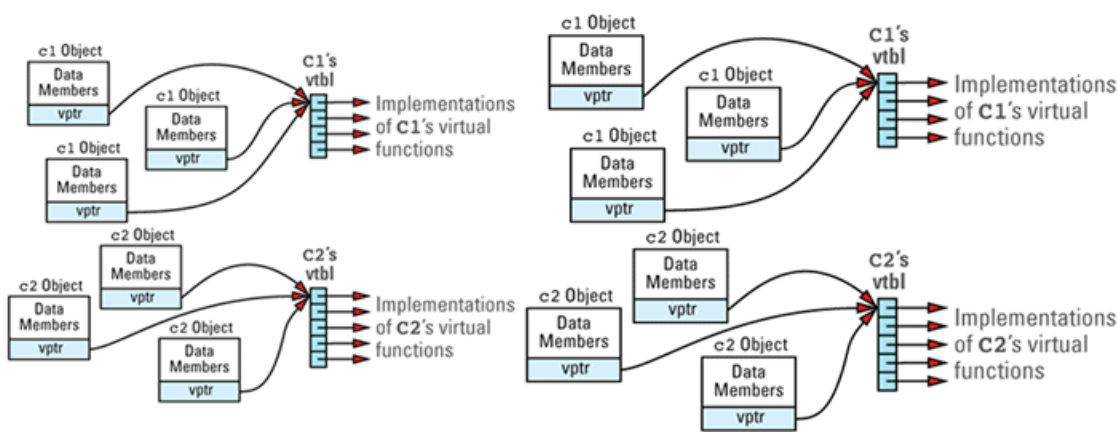 c1 Object
Data
Members
vptr
c1 Object
Data
Members
vptr
c1 Object
Data
Members
vptr
C1's
vtbl
Implementations
of C1's virtual
functions
c2 Object
Data
Members
vptr
c2 Object
Data
Members
vptr
c2 Object
Data
Members
vptr
C2's
vtbl
Implementations
of C2's virtual
functions
c1 Object
Data
Members
vptr
c1 Object
Data
Members
vptr
c1 Object
Data
Members
vptr
C1's
vtbl
Implementations
of C1's virtual
functions
c2 Object
Data
Members
vptr
c2 Object
Data
Members
vptr
c2 Object
Data
Members
vptr
C2's
vtbl
Implementations
of C2's virtual
functions